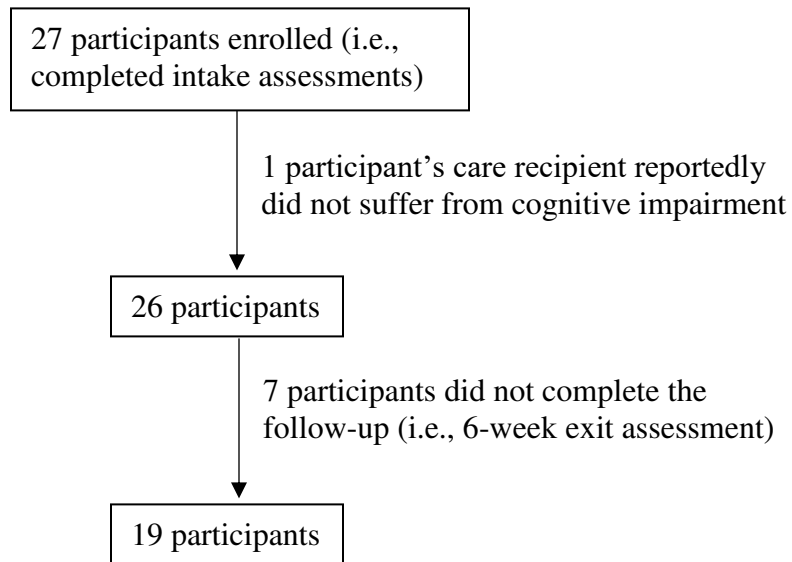 27 participants enrolled (i.e.,
completed intake assessments)
1 participant’s care recipient reportedly
did not suffer from cognitive impairment
26 participants
7 participants did not complete the
follow-up (i.e., 6-week exit assessment)
19 participants